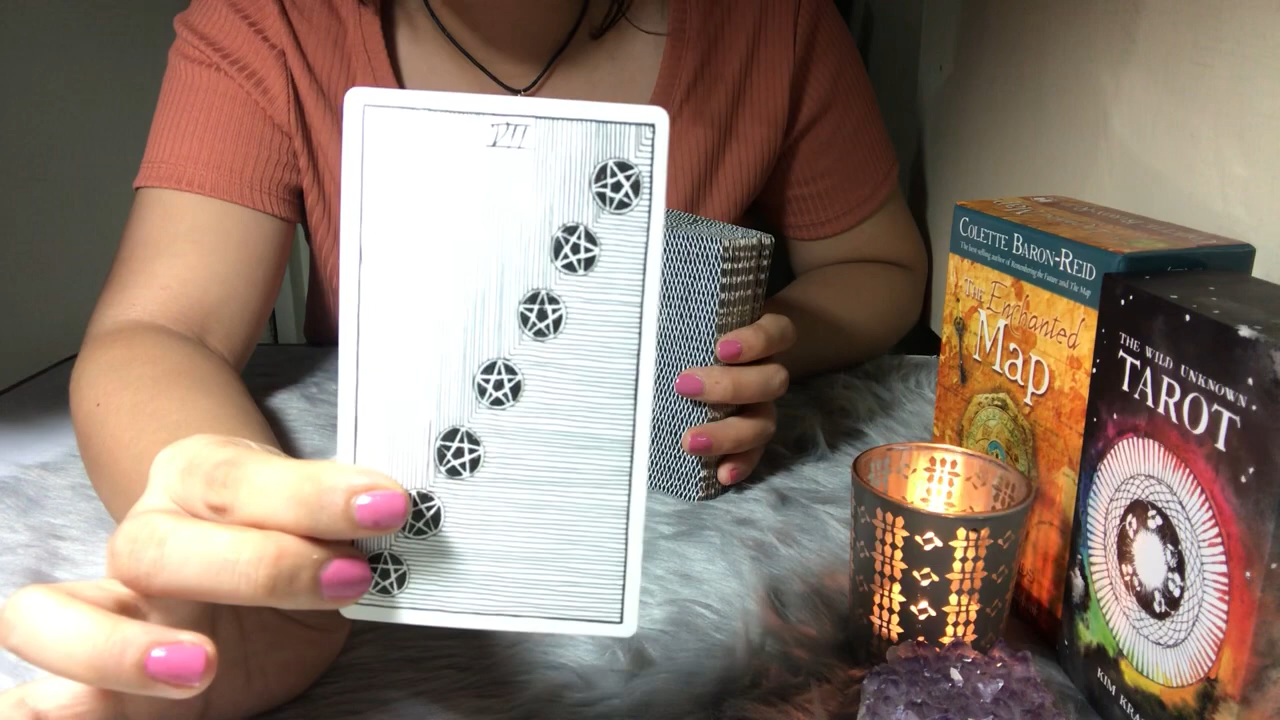 VII
COLETTE BARON-REID
The best-selling author of Remembering the Future and The Map
THE Enchanted
Map
THE WILD UNKNOWN
TAROT